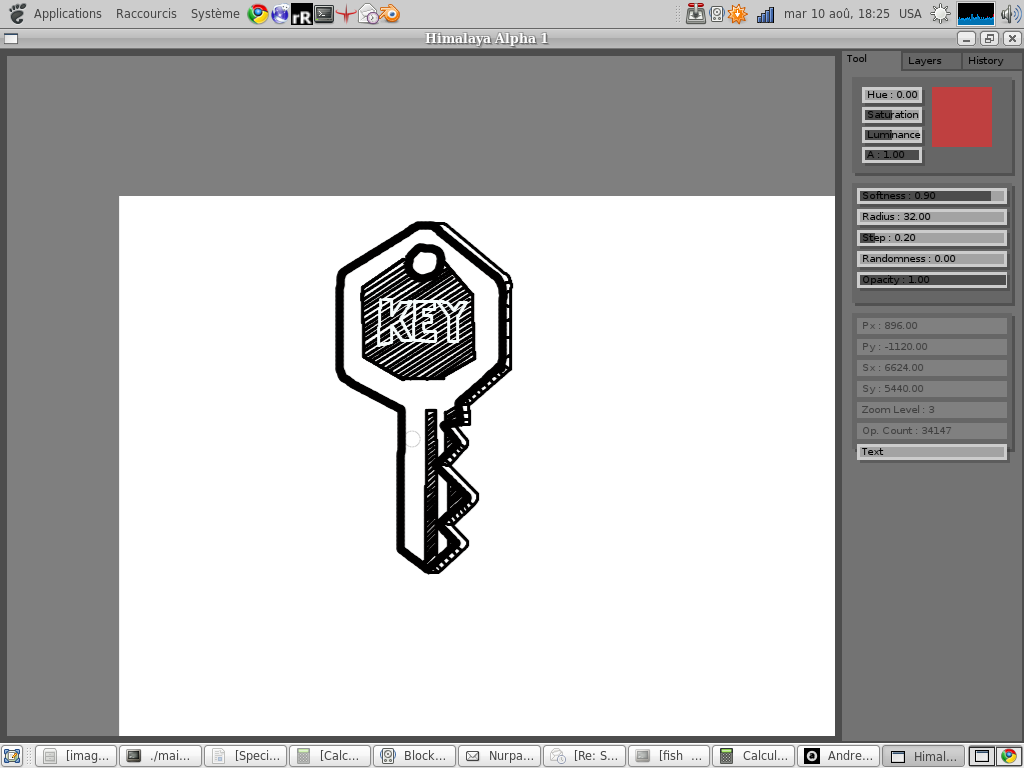 Applications Raccourcis Système rR mar 10 aoû, 18:25 USA
Himalaya Alpha 1
Tool Layers History
Hue : 0.00
Saturation
Luminance
A : 1.00
Softness : 0.90
Radius : 32.00
Step : 0.20
Randomness : 0.00
Opacity : 1.00
Px : 896.00
Py : -1120.00
Sx : 6624.00
Sy : 5440.00
Zoom Level : 3
Op. Count : 34147
Text
KEY
[imag... ./mai... [Speci... [Calc... Block... Nurpa... [Re: S... [fish ... Calcul... Andre... Himal...